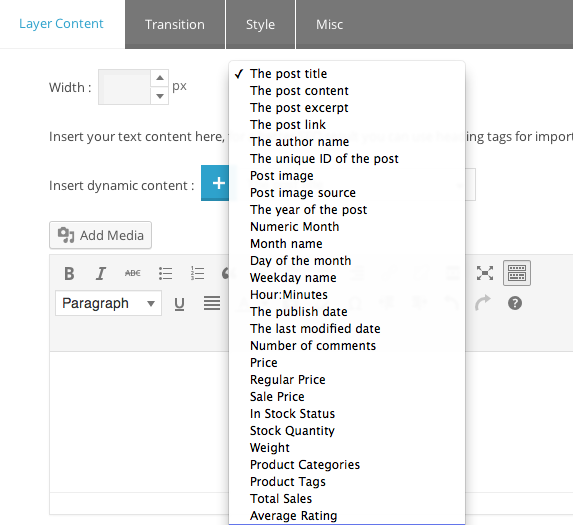 Layer Content
Transition
Style
Misc
Width :
px
Insert your text content here,
ing tags for impor
Insert dynamic content :
+
✓ The post title
The post content
The post excerpt
The post link
The author name
The unique ID of the post
Post image
Post image source
The year of the post
Numeric Month
Month name
Day of the month
Weekday name
Hour:Minutes
The publish date
The last modified date
Number of comments
Price
Regular Price
Sale Price
In Stock Status
Stock Quantity
Weight
Product Categories
Product Tags
Total Sales
Average Rating
Add Media
B I ABC
Paragraph
U
?